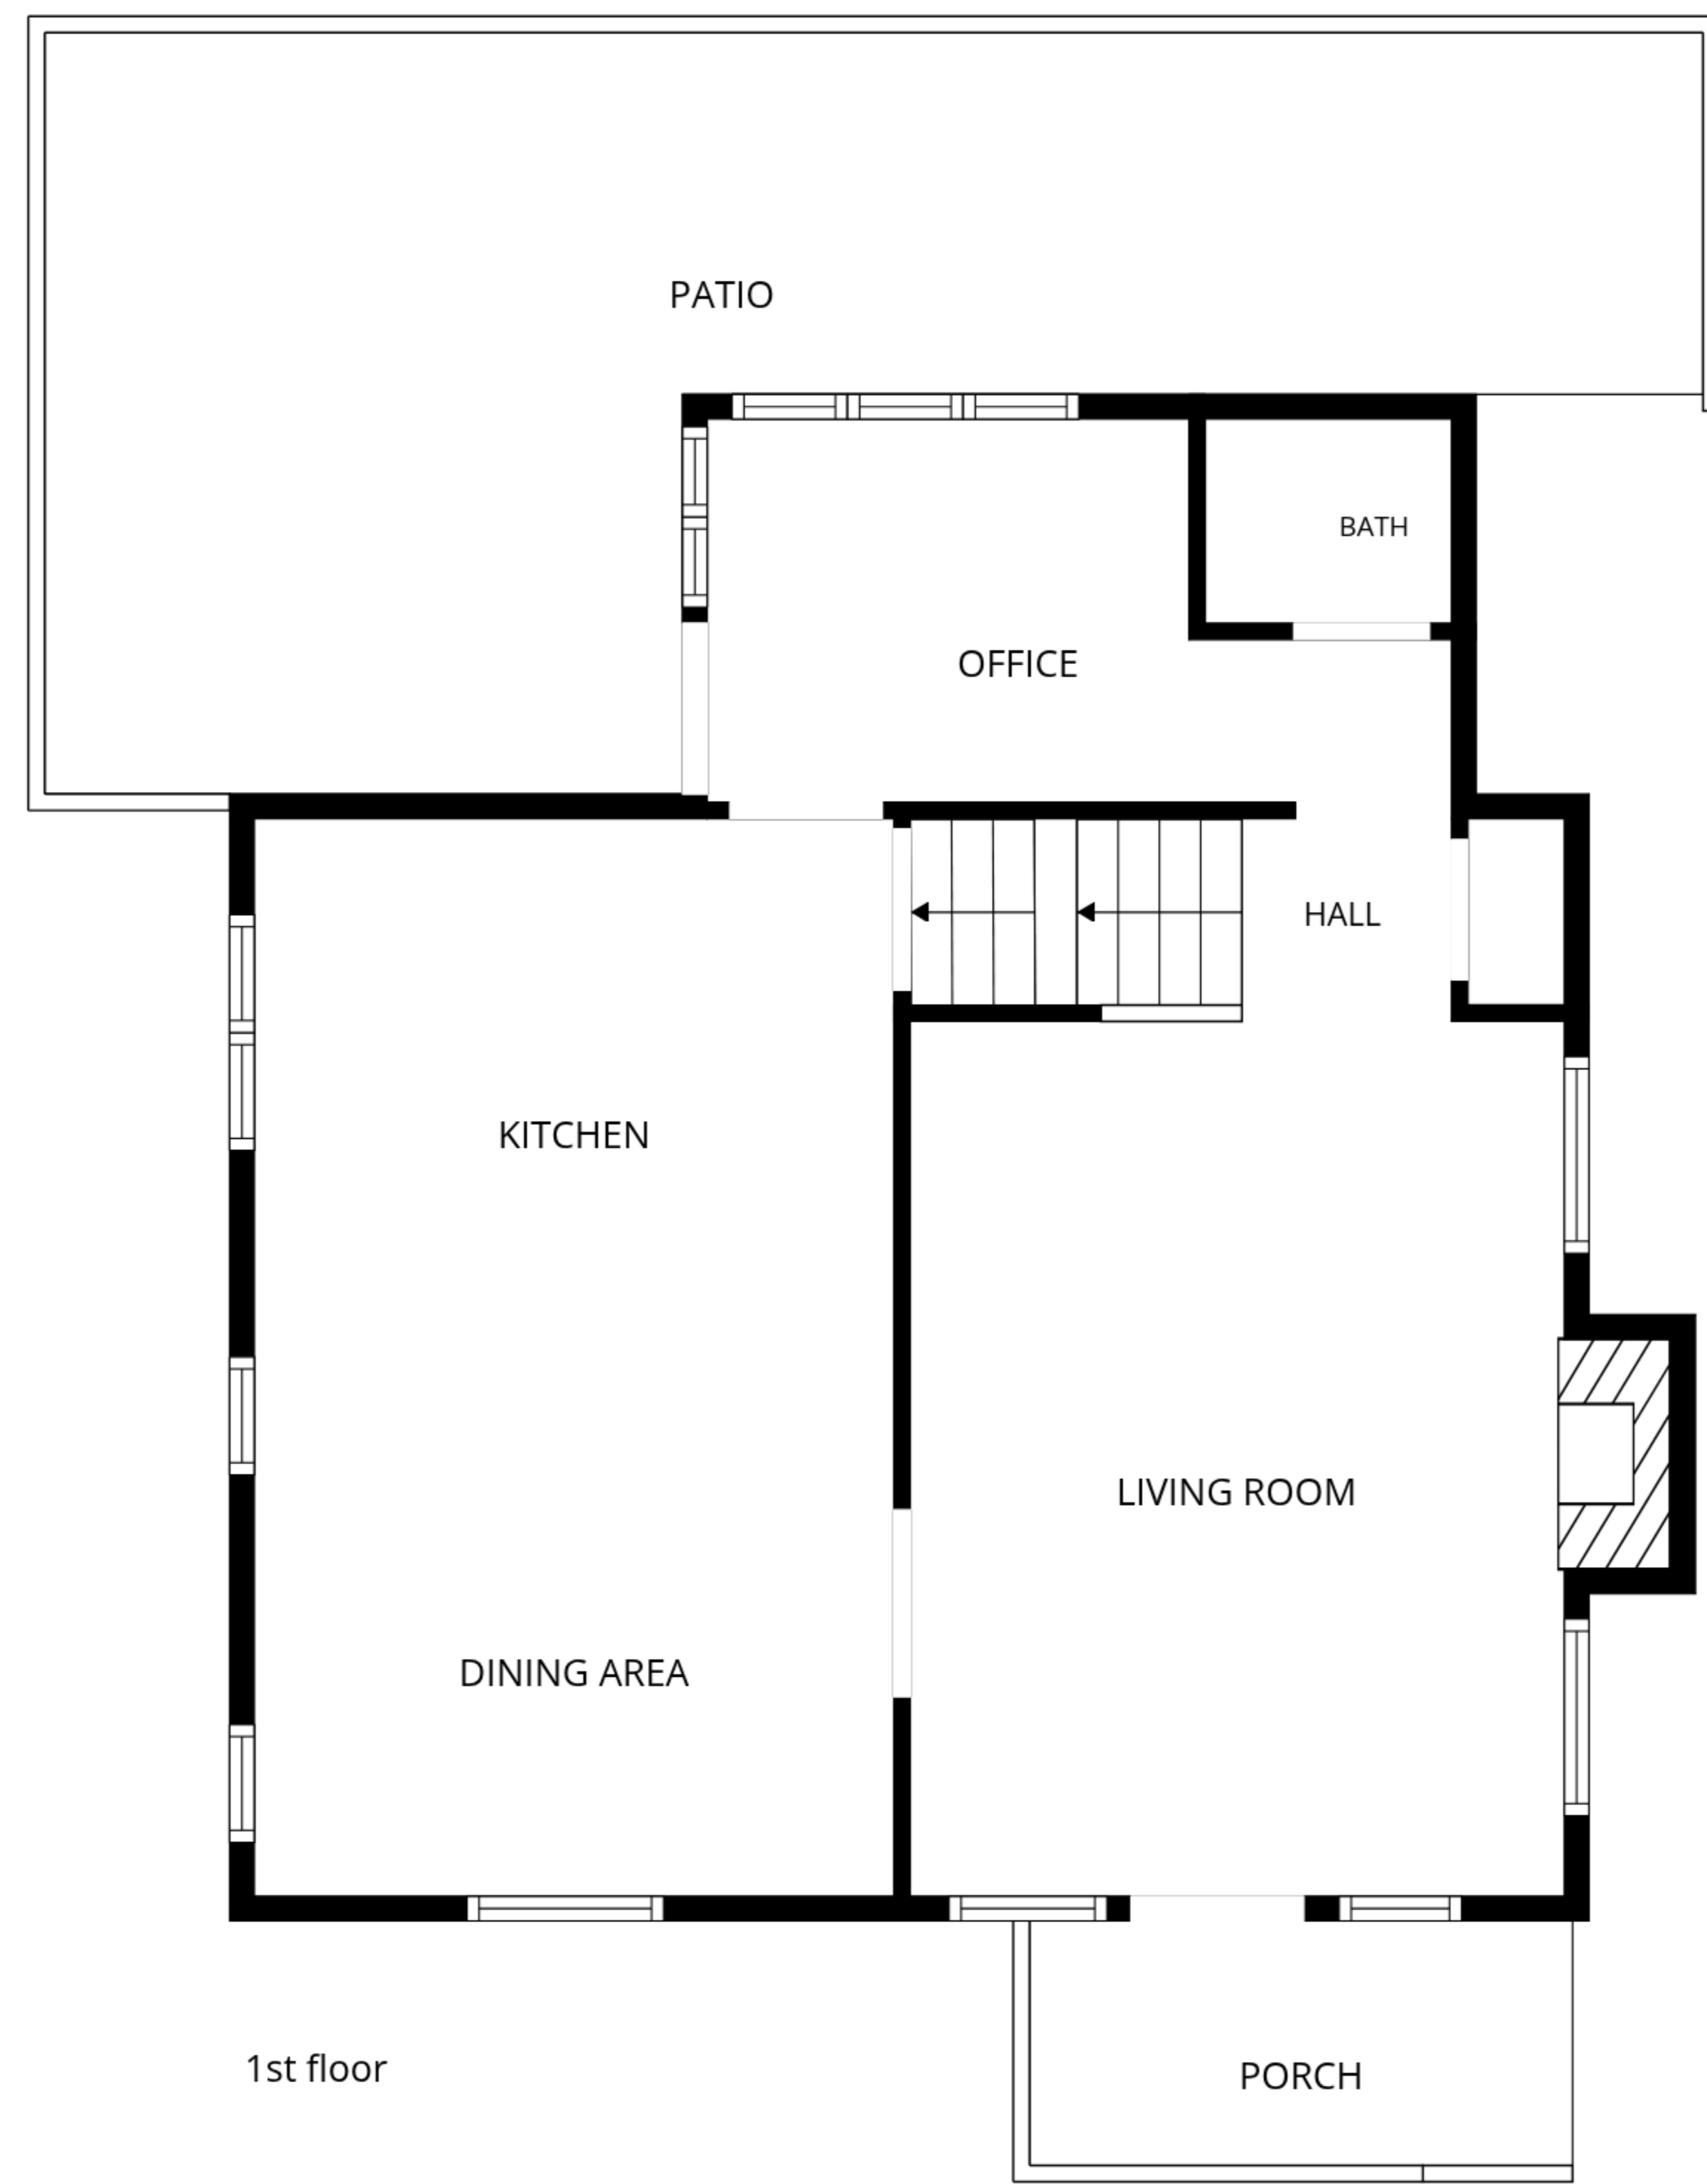 PATIO
BATH
OFFICE
HALL
KITCHEN
LIVING ROOM
DINING AREA
1st floor
PORCH